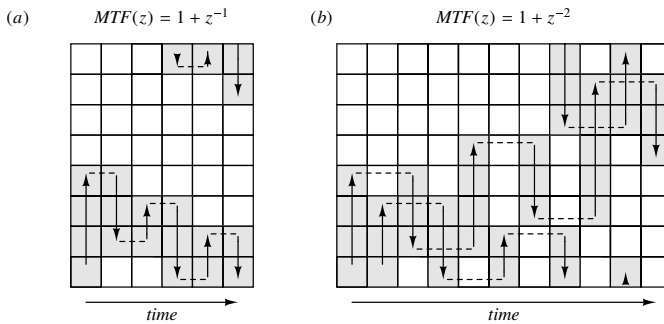 (a) MTF(z) = 1 + z⁻¹
(b) MTF(z) = 1 + z⁻²
time
time